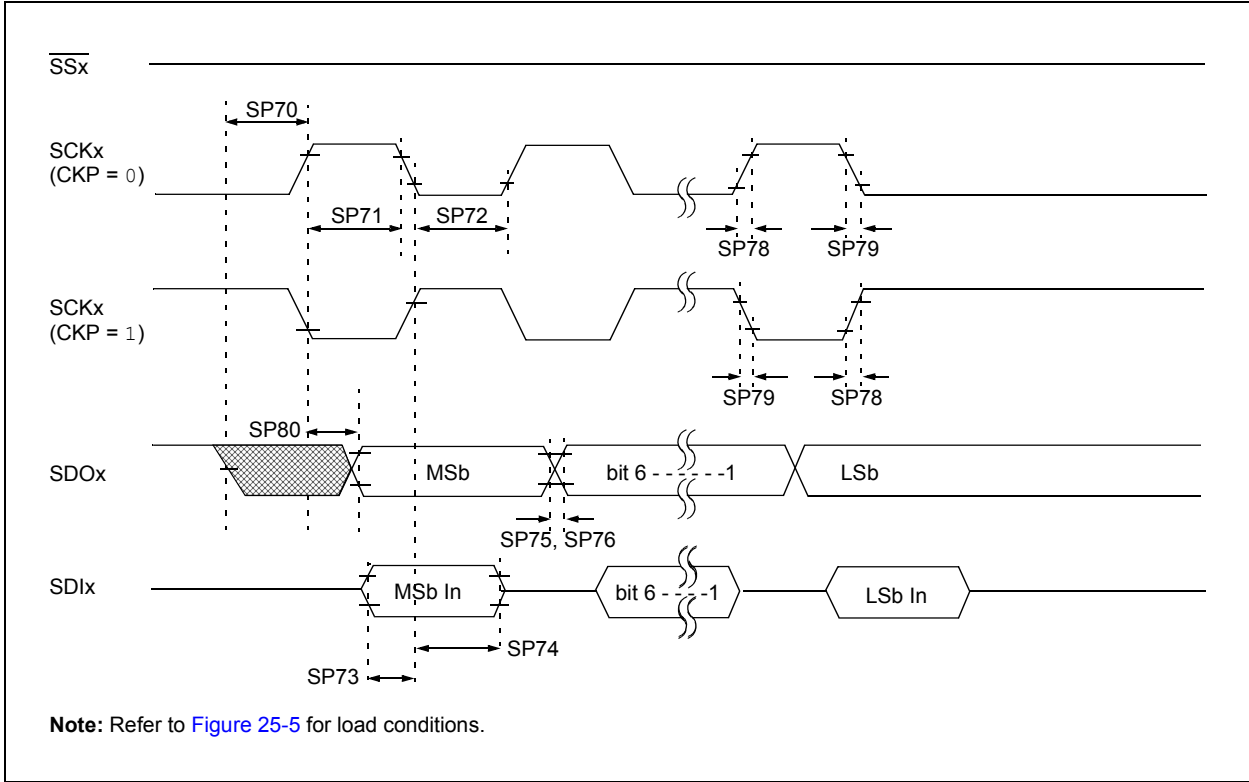 SSx
SP70
SCKx
(CKP = 0)
SP71
SP72
SP78
SP79
SCKx
(CKP = 1)
SP79
SP78
SP80
SDOx
MSb
bit 6 - - - - - -1
LSb
SP75, SP76
SDIx
MSb In
bit 6 - - - - -1
LSb In
SP74
SP73
Note: Refer to Figure 25-5 for load conditions.